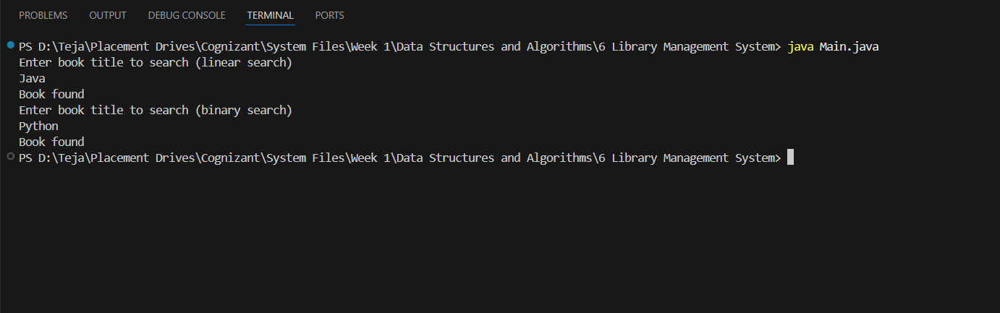 PROBLEMS OUTPUT DEBUG CONSOLE TERMINAL PORTS
PS D:\Teja\Placement Drives\Cognizant\System Files\Week 1\Data Structures and Algorithms\6 Library Management System> java Main.java
Enter book title to search (linear search)
Java
Book found
Enter book title to search (binary search)
Python
Book found
PS D:\Teja\Placement Drives\Cognizant\System Files\Week 1\Data Structures and Algorithms\6 Library Management System>